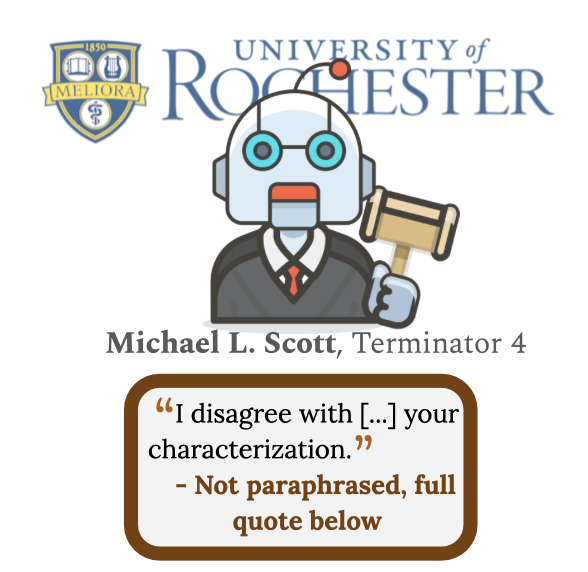 1850
MELIORA
UNIVERSITY of
ROCHESTER
Michael L. Scott, Terminator 4
“I disagree with [...] your
characterization.”
- Not paraphrased, full
quote below